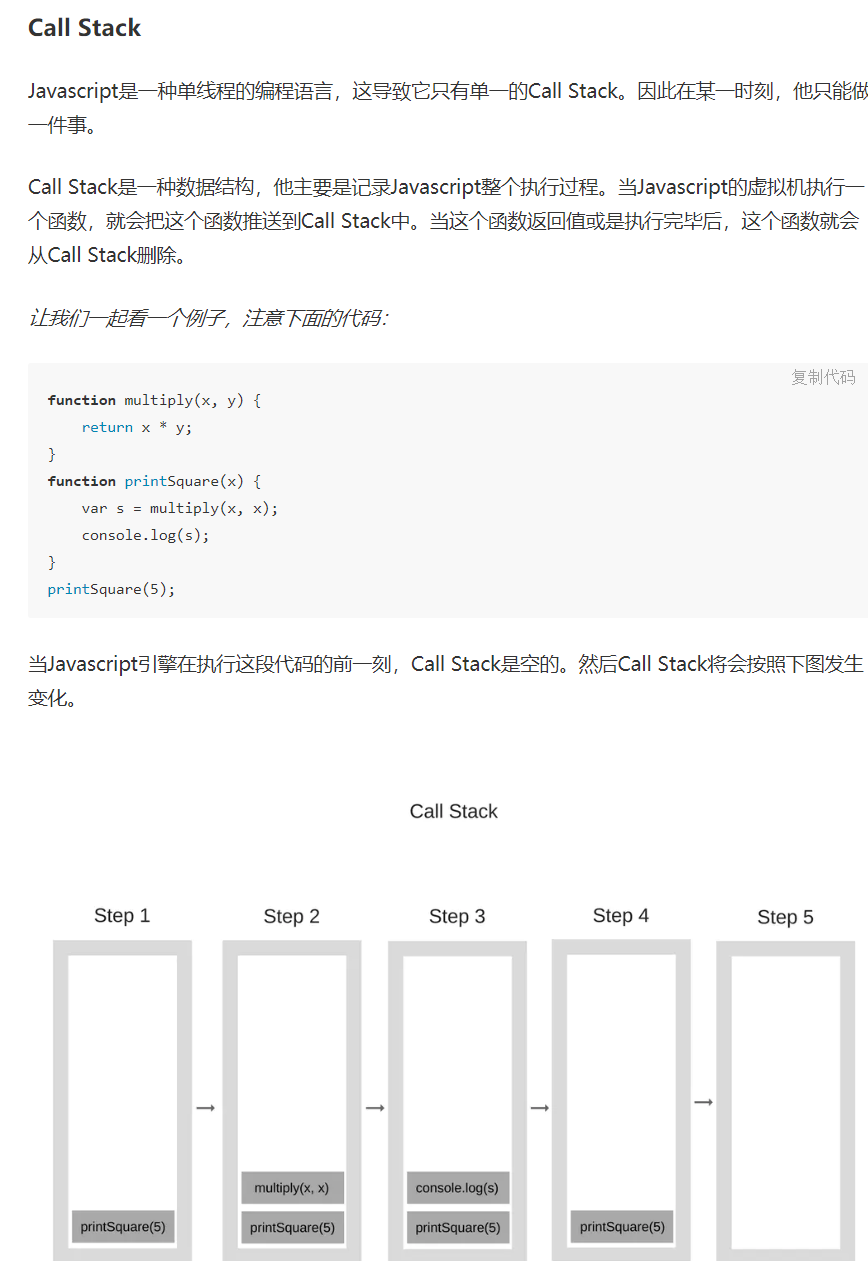 Call Stack
Javascript是一种单线程的编程语言，这导致它只有单一的Call Stack。因此在某一时刻，他只能做
一件事。
Call Stack是一种数据结构，他主要是记录Javascript整个执行过程。当Javascript的虚拟机执行一
个函数，就会把这个函数推送到Call Stack中。当这个函数返回值或是执行完毕后，这个函数就会
从Call Stack删除。
让我们一起看一个例子，注意下面的代码：
复制代码
function multiply(x, y) {
    return x * y;
}
function printSquare(x) {
    var s = multiply(x, x);
    console.log(s);
}
printSquare(5);
当Javascript引擎在执行这段代码的前一刻，Call Stack是空的。然后Call Stack将会按照下图发生
变化。
Call Stack
Step 1 Step 2 Step 3 Step 4 Step 5
multiply(x, x) console.log(s)
printSquare(5) printSquare(5) printSquare(5) printSquare(5)